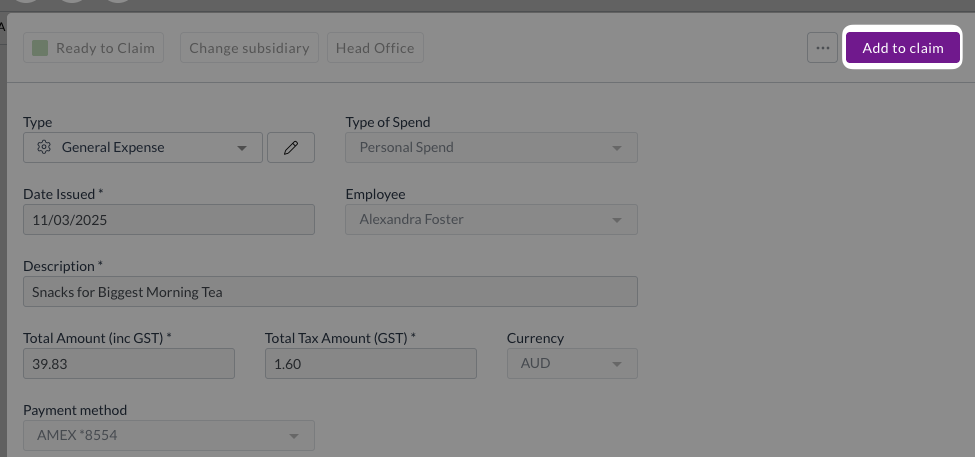 A
Ready to Claim Change subsidiary Head Office ... Add to claim
Type Type of Spend
General Expense Personal Spend
Date Issued * Employee
11/03/2025 Alexandra Foster
Description *
Snacks for Biggest Morning Tea
Total Amount (inc GST) * Total Tax Amount (GST) * Currency
39.83 1.60 AUD
Payment method
AMEX *8554